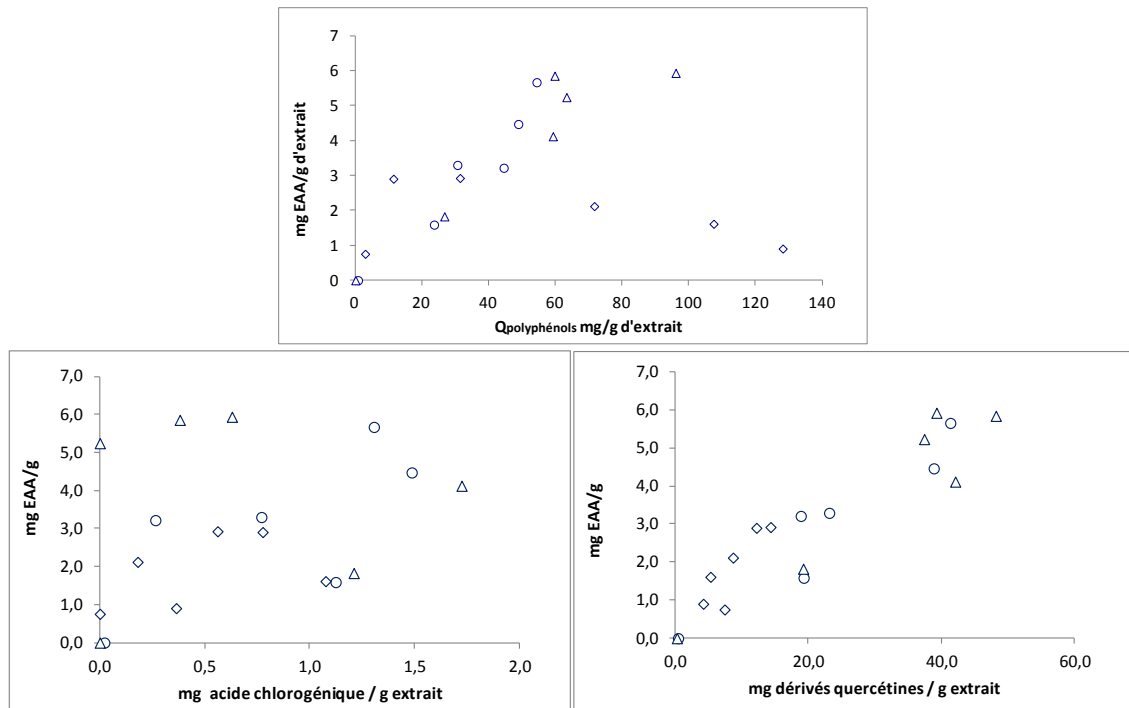 7
6
5
4
3
2
1
0
mg EAA/g d'extrait
0 20 40 60 80 100 120 140
Qpolyphénols mg/g d'extrait
7,0
6,0
5,0
4,0
3,0
2,0
1,0
0,0
mg EAA/g
0,0 0,5 1,0 1,5 2,0
mg acide chlorogénique / g extrait
7,0
6,0
5,0
4,0
3,0
2,0
1,0
0,0
mg EAA/g
0,0 20,0 40,0 60,0
mg dérivés quercétines / g extrait